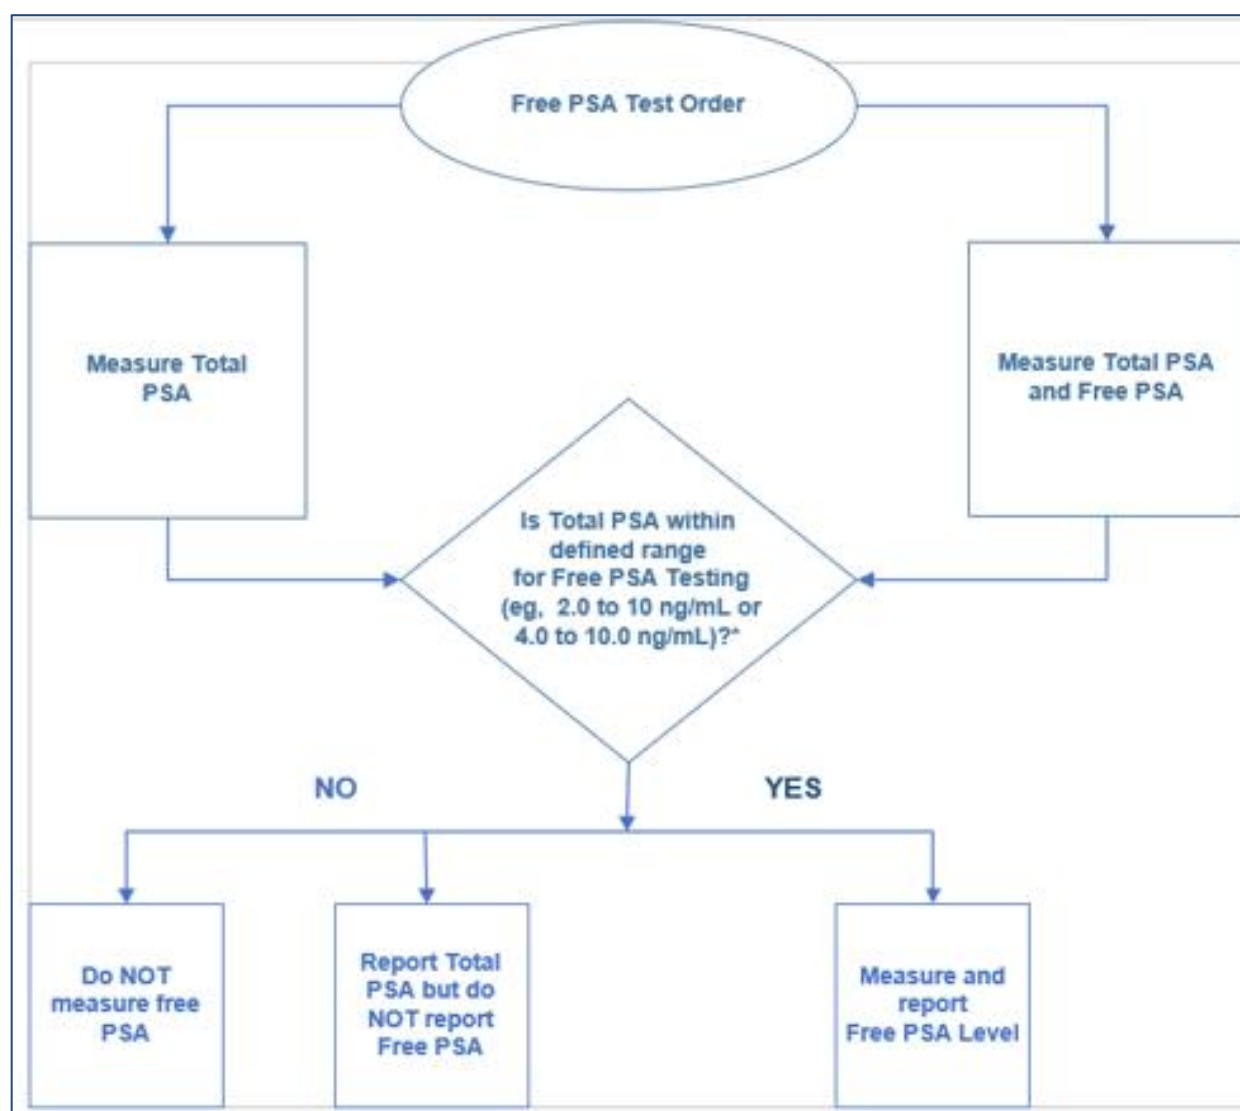 Free PSA Test Order
Measure Total
PSA
Measure Total PSA
and Free PSA
Is Total PSA within
defined range
for Free PSA Testing
(eg, 2.0 to 10 ng/mL or
4.0 to 10.0 ng/mL)?*
NO
YES
Do NOT
measure free
PSA
Report Total
PSA but do
NOT report
Free PSA
Measure and
report
Free PSA Level